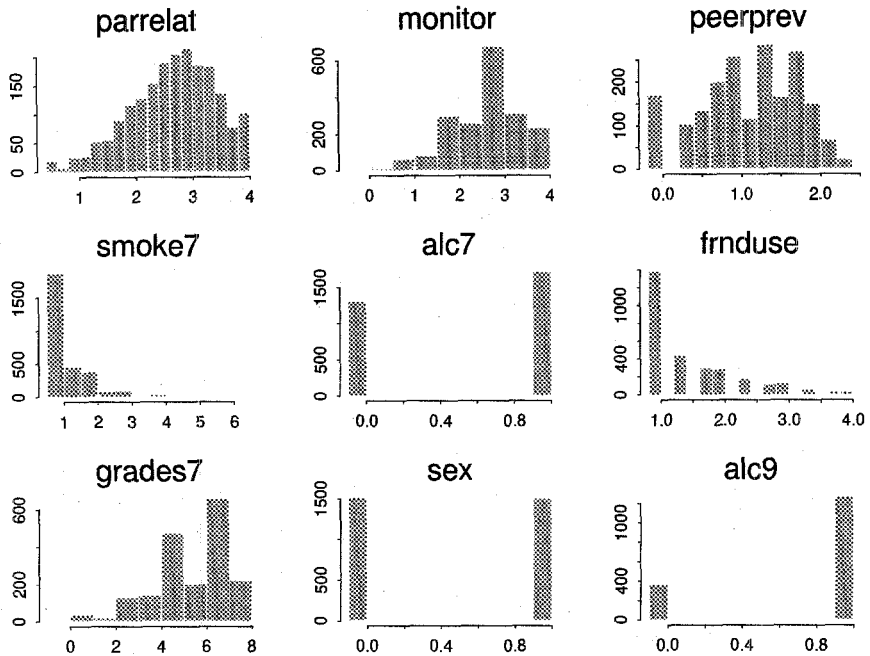 parrelat
0 50 150
1 2 3 4
monitor
0 200 600
0 1 2 3 4
peerprev
0 100 200
0.0 1.0 2.0
smoke7
0 500 1500
1 2 3 4 5 6
alc7
0 500 1500
0.0 0.4 0.8
frnduse
0 400 1000
1.0 2.0 3.0 4.0
grades7
0 200 600
0 2 4 6 8
sex
0 500 1500
0.0 0.4 0.8
alc9
0 400 1000
0.0 0.4 0.8